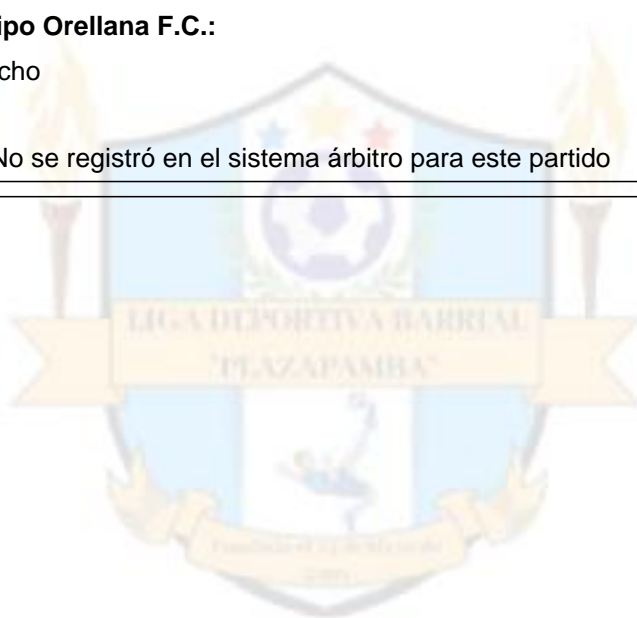 ipo Orellana F.C.:
cho
No se registró en el sistema árbitro para este partido
LIGA DEPORTIVA BARRIAL
"PLAZAPAMBA"